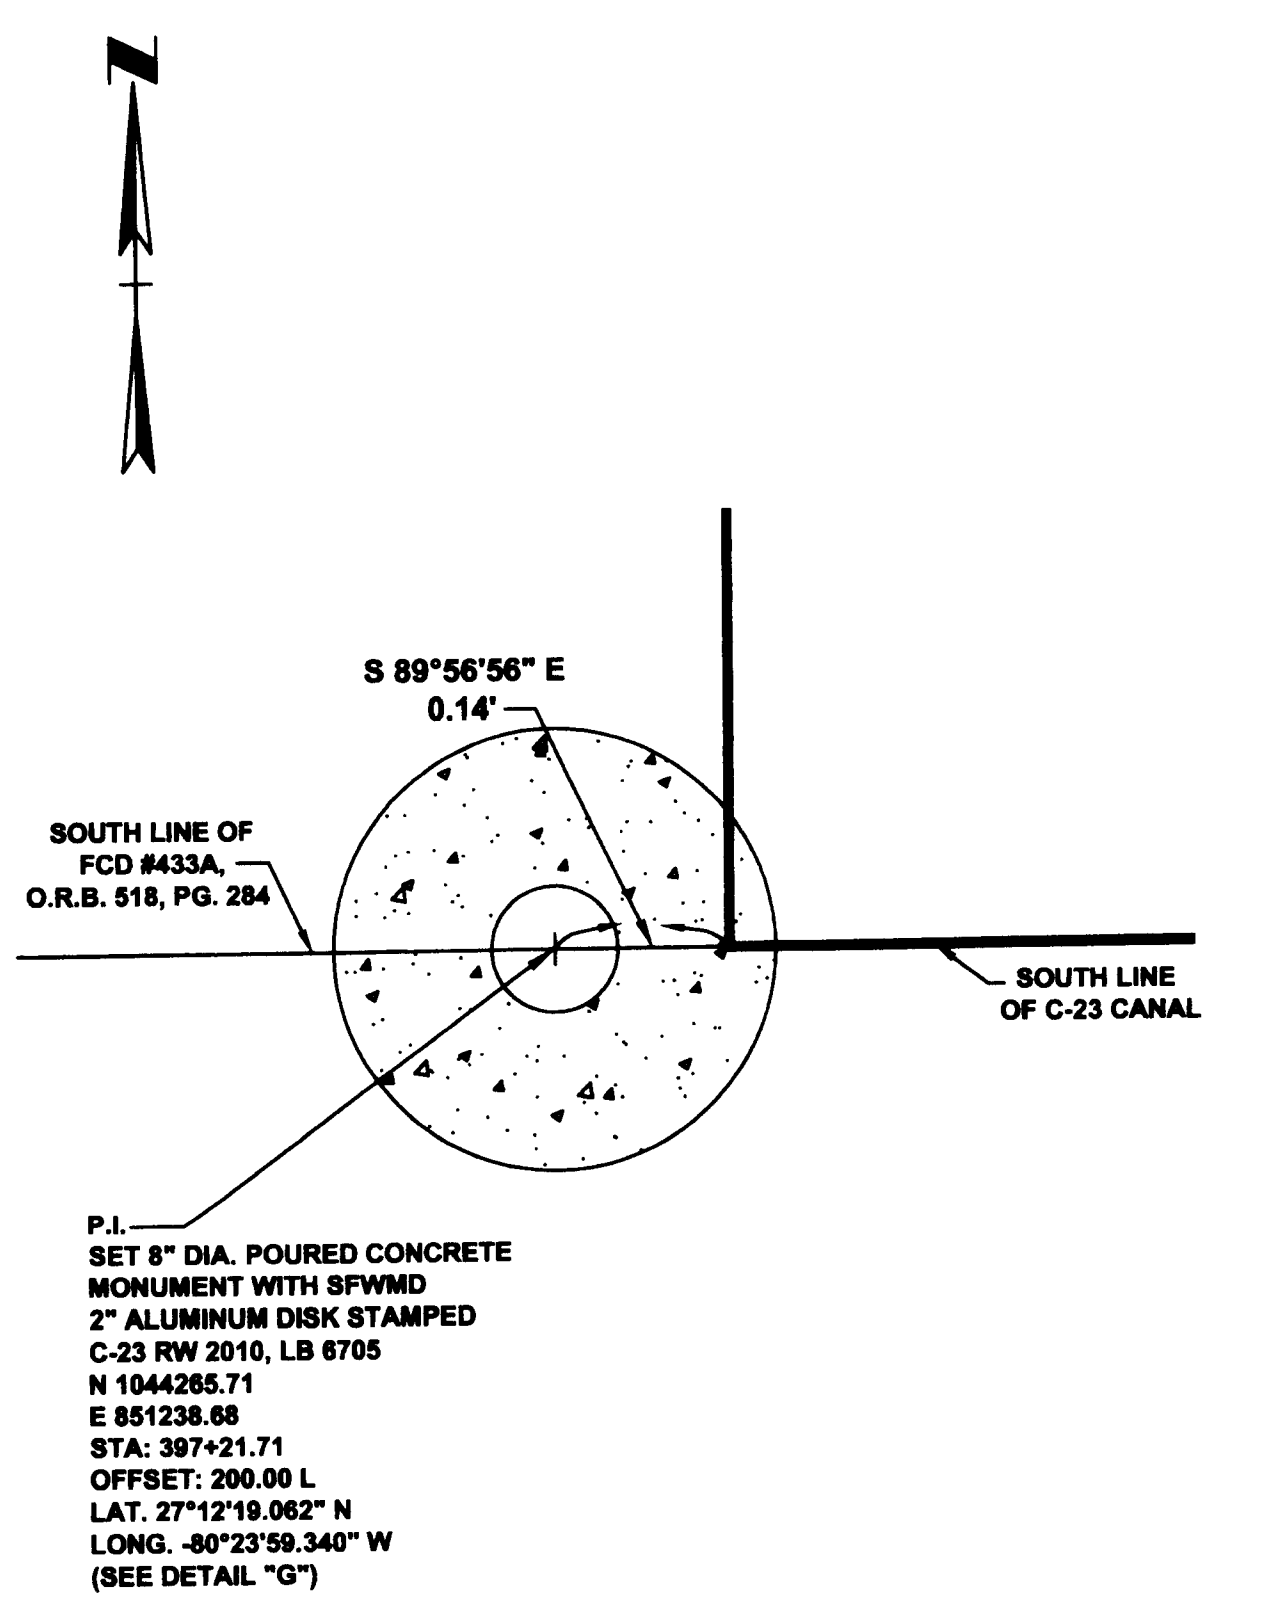 N
S 89°56'56" E
0.14'
SOUTH LINE OF
FCD #433A,
O.R.B. 518, PG. 284
SOUTH LINE
OF C-23 CANAL
P.I.
SET 8" DIA. POURED CONCRETE
MONUMENT WITH SFWMD
2" ALUMINUM DISK STAMPED
C-23 RW 2010, LB 6705
N 1044265.71
E 851238.68
STA: 397+21.71
OFFSET: 200.00 L
LAT. 27°12'19.062" N
LONG. -80°23'59.340" W
(SEE DETAIL "G")